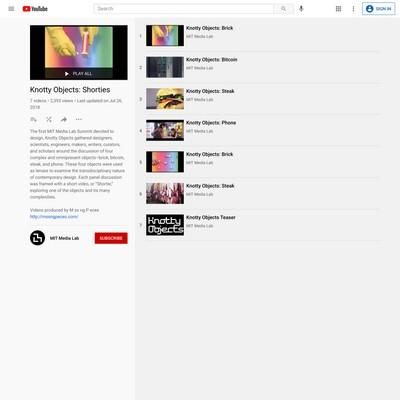 YouTube
Search
SIGN IN
PLAY ALL
Knotty Objects: Shorties
7 videos • 2,393 views • Last updated on Jul 26, 2018
The first MIT Media Lab Summit devoted to
design, Knotty Objects gathered designers,
scientists, engineers, makers, writers, curators,
and scholars around the discussion of four
complex and omnipresent objects–brick, bitcoin,
steak, and phone. These four objects were used
as lenses to examine the transdisciplinary nature
of contemporary design. Each panel discussion
was framed with a short video, or "Shortie,"
exploring one of the objects and its many
complexities.
Videos produced by M ss ng P eces
http://mssngpeces.com/
MIT Media Lab
SUBSCRIBE
1
Knotty Objects: Brick
MIT Media Lab
2
Knotty Objects: Bitcoin
MIT Media Lab
3
Knotty Objects: Steak
MIT Media Lab
4
Knotty Objects: Phone
MIT Media Lab
5
Knotty Objects: Brick
MIT Media Lab
6
Knotty Objects: Steak
MIT Media Lab
7
Knotty
Objects
Knotty Objects Teaser
MIT Media Lab